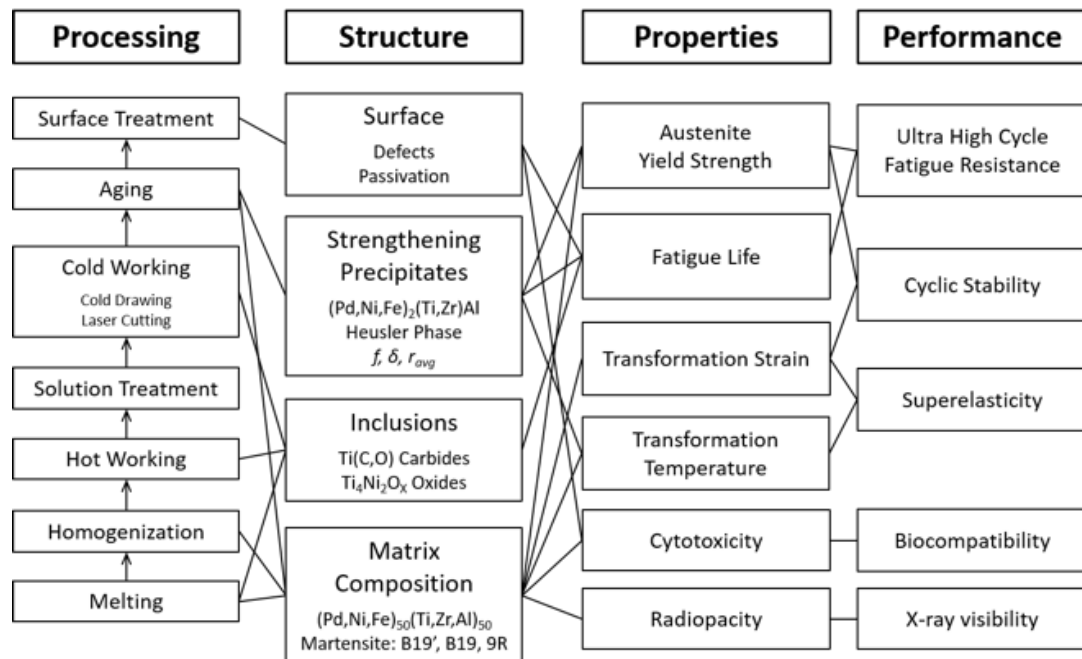 Processing
Structure
Properties
Performance
Surface Treatment
Aging
Cold Working
Cold Drawing
Laser Cutting
Solution Treatment
Hot Working
Homogenization
Melting
Surface
Defects
Passivation
Strengthening
Precipitates
(Pd,Ni,Fe)₂(Ti,Zr)Al
Heusler Phase
f, δ, r_avg
Inclusions
Ti(C,O) Carbides
Ti₄Ni₂Oₓ Oxides
Matrix
Composition
(Pd,Ni,Fe)₅₀(Ti,Zr,Al)₅₀
Martensite: B19’, B19, 9R
Austenite
Yield Strength
Fatigue Life
Transformation Strain
Transformation
Temperature
Cytotoxicity
Radiopacity
Ultra High Cycle
Fatigue Resistance
Cyclic Stability
Superelasticity
Biocompatibility
X-ray visibility